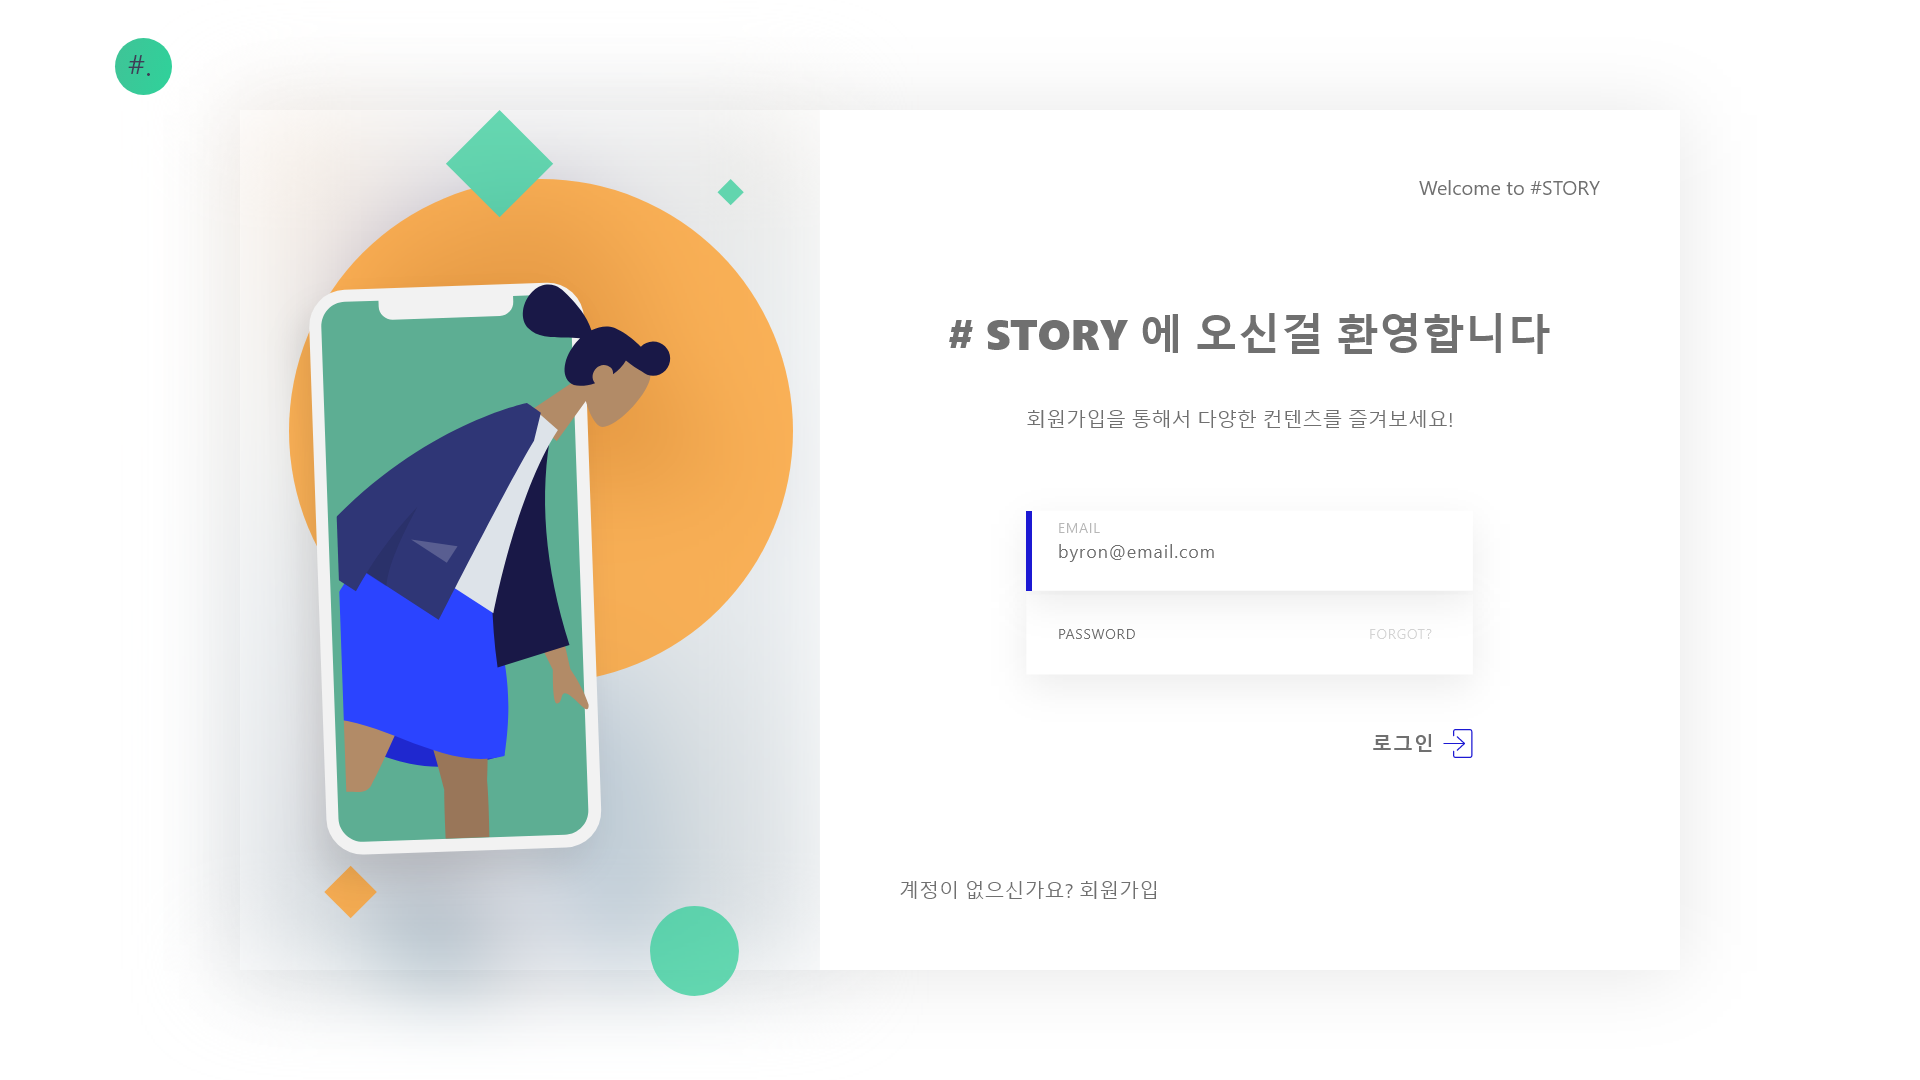 #.
Welcome to #STORY
# STORY 에 오신걸 환영합니다
회원가입을 통해서 다양한 컨텐츠를 즐겨보세요!
EMAIL
byron@email.com
PASSWORD FORGOT?
로그인
계정이 없으신가요? 회원가입